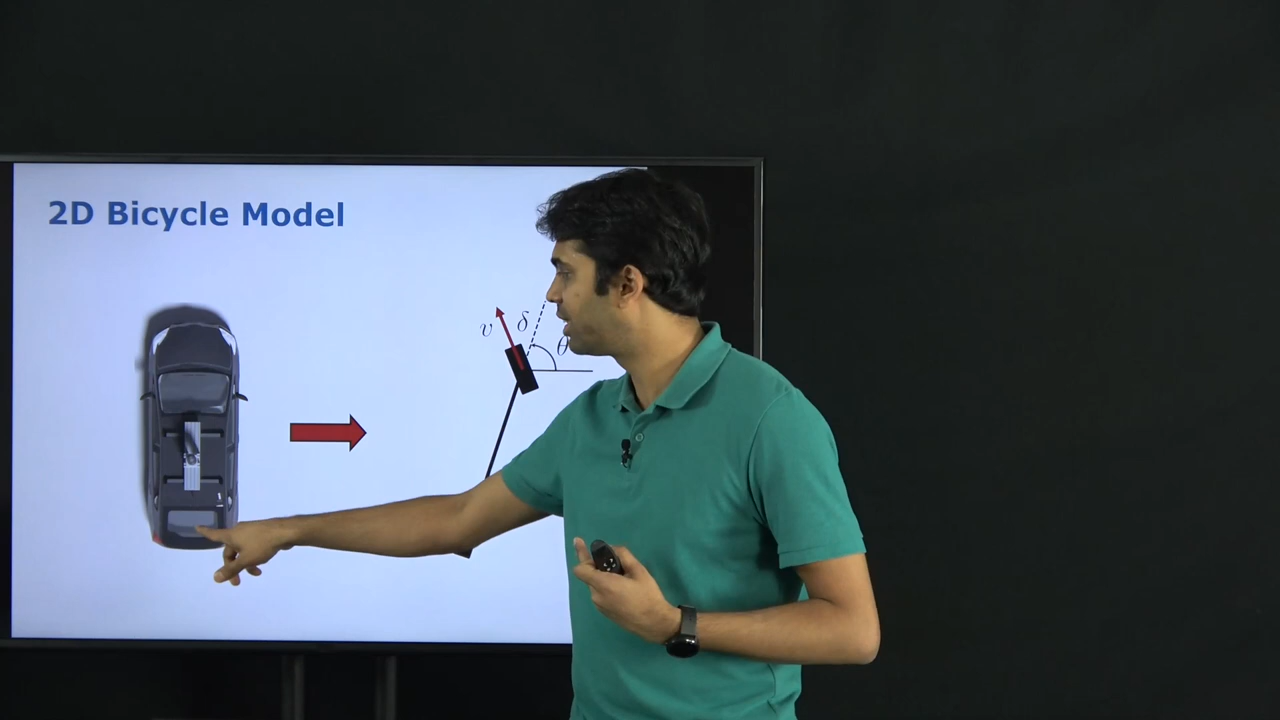 2D Bicycle Model
v δ
θ